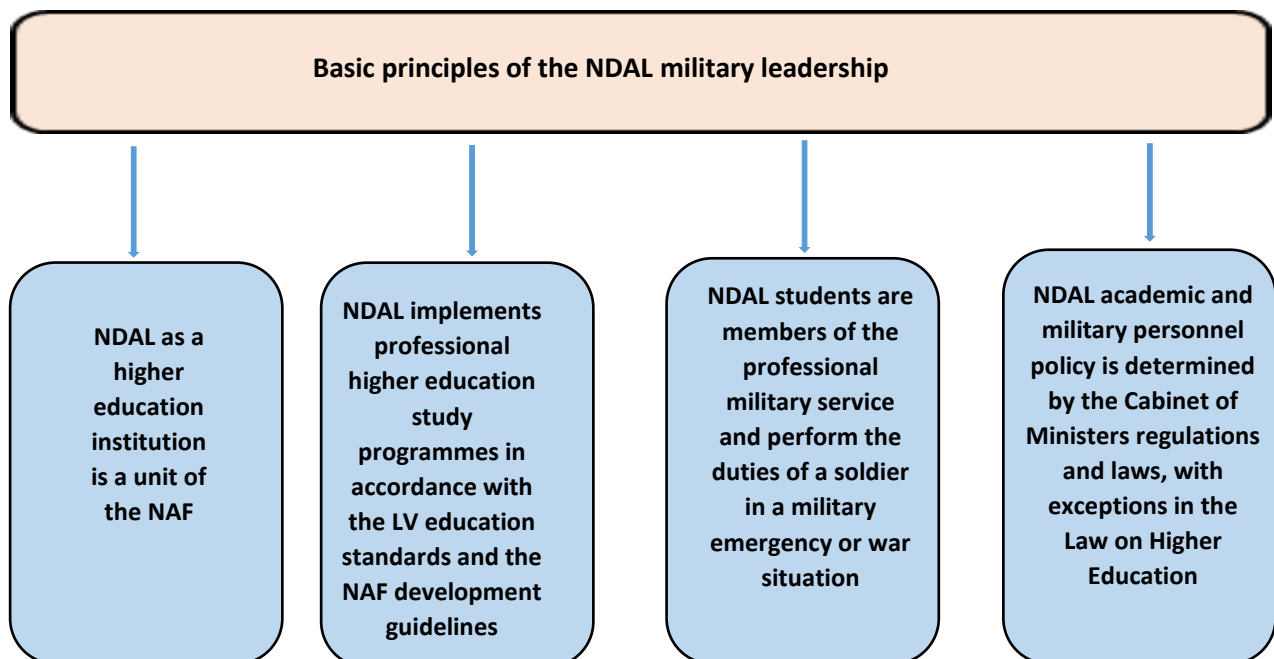 Basic principles of the NDAL military leadership
NDAL as a
higher
education
institution
is a unit of
the NAF
NDAL implements
professional
higher education
study
programmes in
accordance with
the LV education
standards and the
NAF development
guidelines
NDAL students are
members of the
professional
military service
and perform the
duties of a soldier
in a military
emergency or war
situation
NDAL academic and
military personnel
policy is determined
by the Cabinet of
Ministers regulations
and laws, with
exceptions in the
Law on Higher
Education